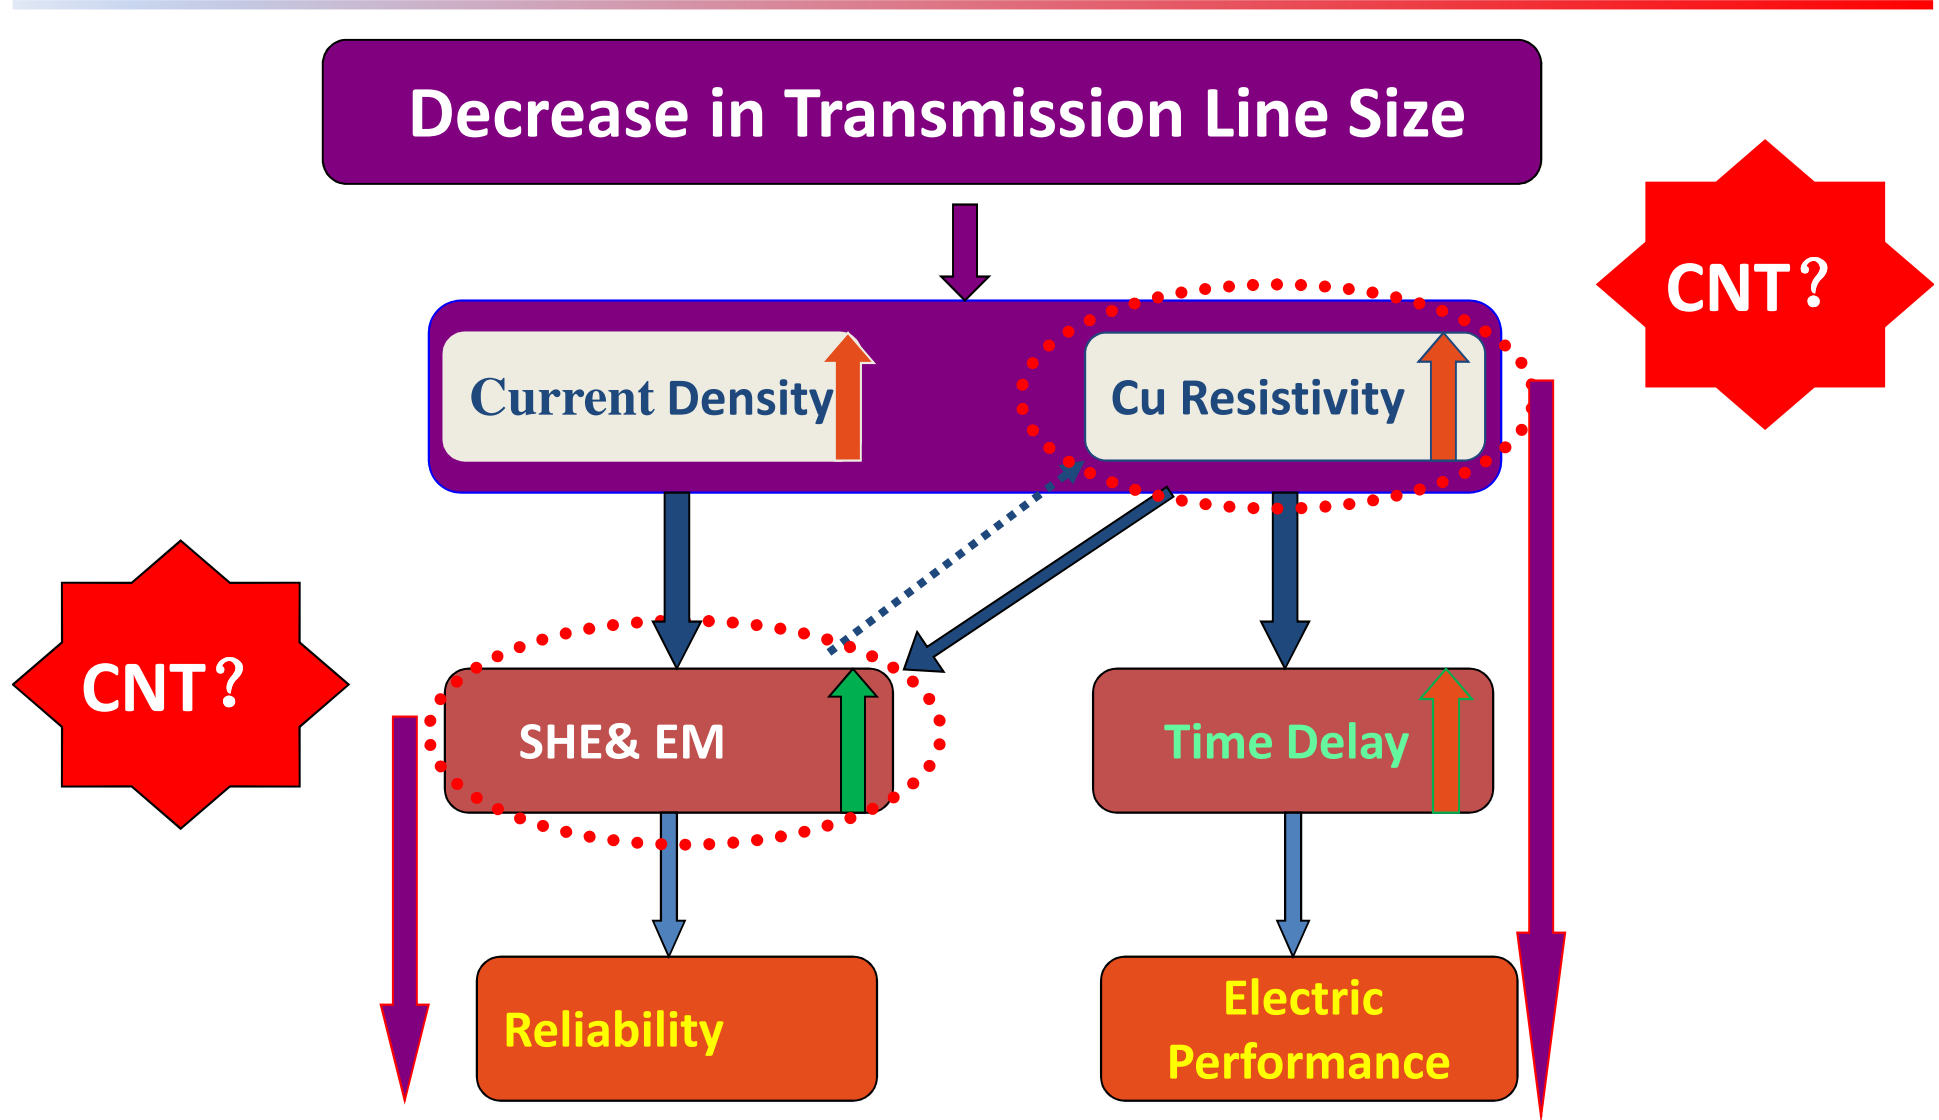 Decrease in Transmission Line Size
CNT？
Current Density
Cu Resistivity
CNT？
SHE& EM
Time Delay
Reliability
Electric
Performance